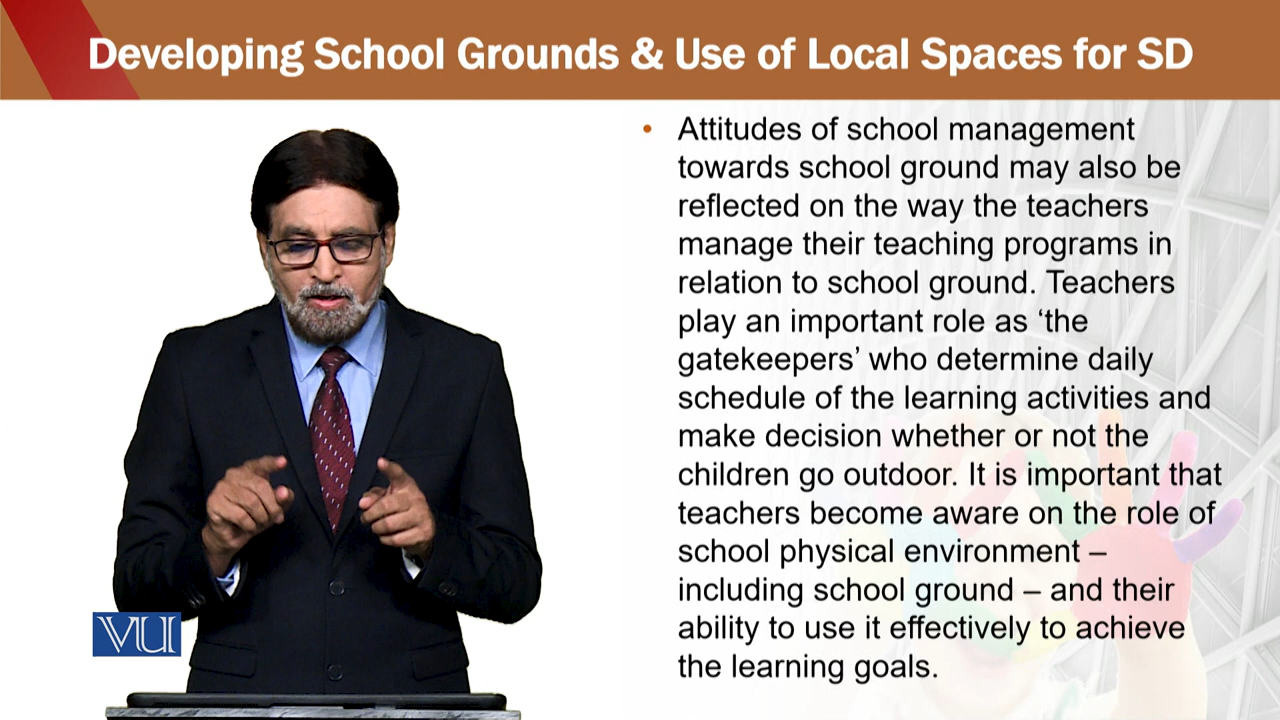 Developing School Grounds & Use of Local Spaces for SD
• Attitudes of school management
towards school ground may also be
reflected on the way the teachers
manage their teaching programs in
relation to school ground. Teachers
play an important role as ‘the
gatekeepers’ who determine daily
schedule of the learning activities and
make decision whether or not the
children go outdoor. It is important that
teachers become aware on the role of
school physical environment –
including school ground – and their
ability to use it effectively to achieve
the learning goals.
VU